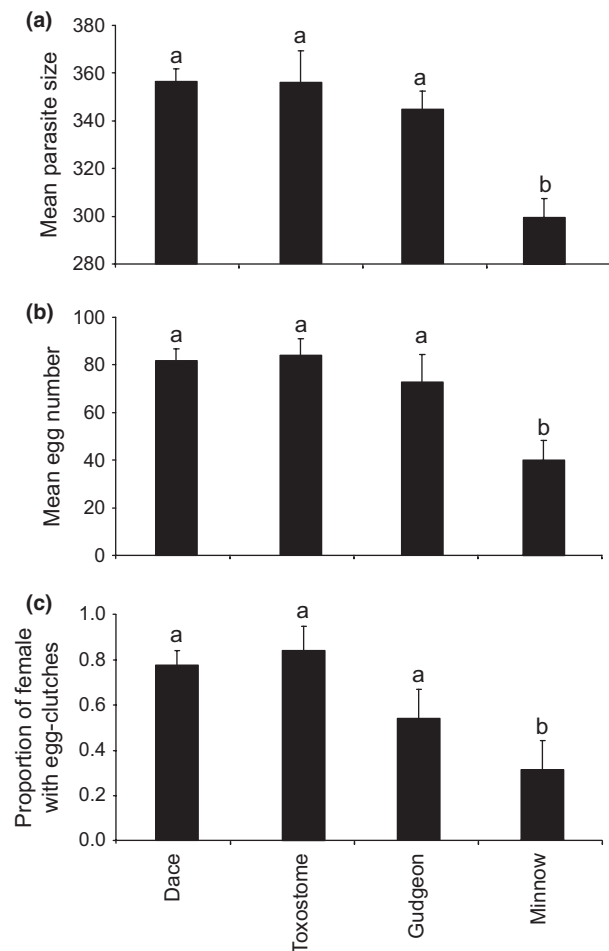 (a)
Mean parasite size
380
360
340
320
300
280
a
a
a
b
(b)
Mean egg number
100
80
60
40
20
0
a
a
a
b
(c)
Proportion of female
with egg-clutches
1.0
0.8
0.6
0.4
0.2
0.0
a
a
a
b
Dace
Toxostome
Gudgeon
Minnow